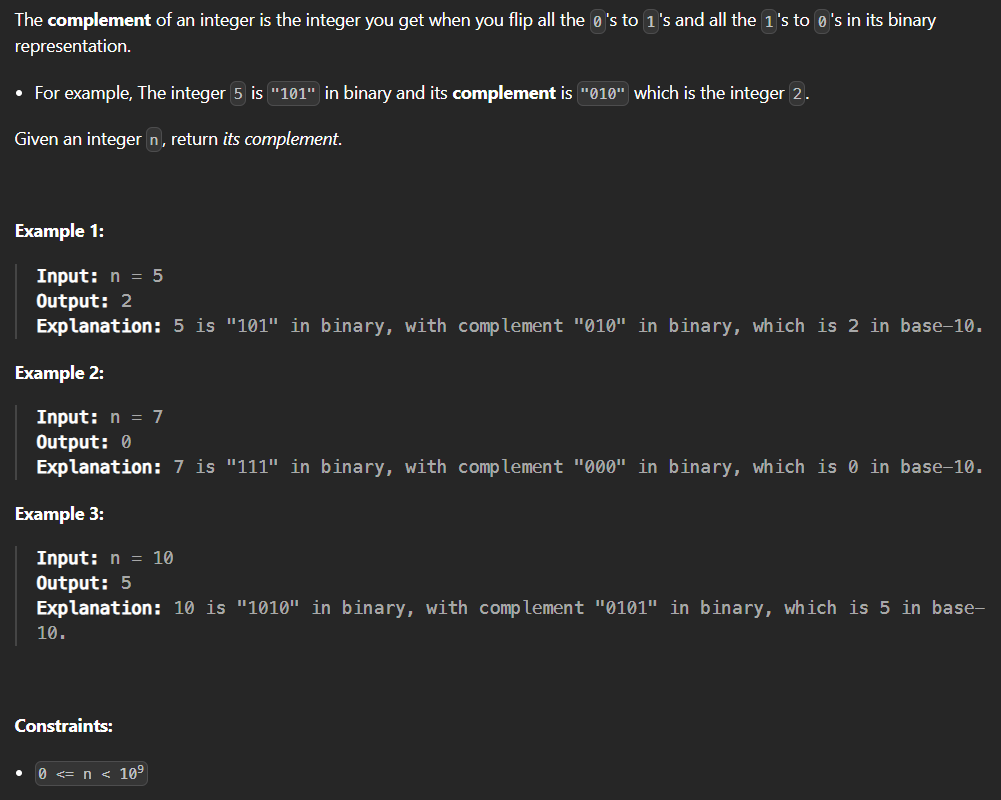 The complement of an integer is the integer you get when you flip all the 0's to 1's and all the 1's to 0's in its binary
representation.
• For example, The integer 5 is "101" in binary and its complement is "010" which is the integer 2.
Given an integer n, return its complement.
Example 1:
Input: n = 5
Output: 2
Explanation: 5 is "101" in binary, with complement "010" in binary, which is 2 in base-10.
Example 2:
Input: n = 7
Output: 0
Explanation: 7 is "111" in binary, with complement "000" in binary, which is 0 in base-10.
Example 3:
Input: n = 10
Output: 5
Explanation: 10 is "1010" in binary, with complement "0101" in binary, which is 5 in base-
10.
Constraints:
• 0 <= n < 10⁹